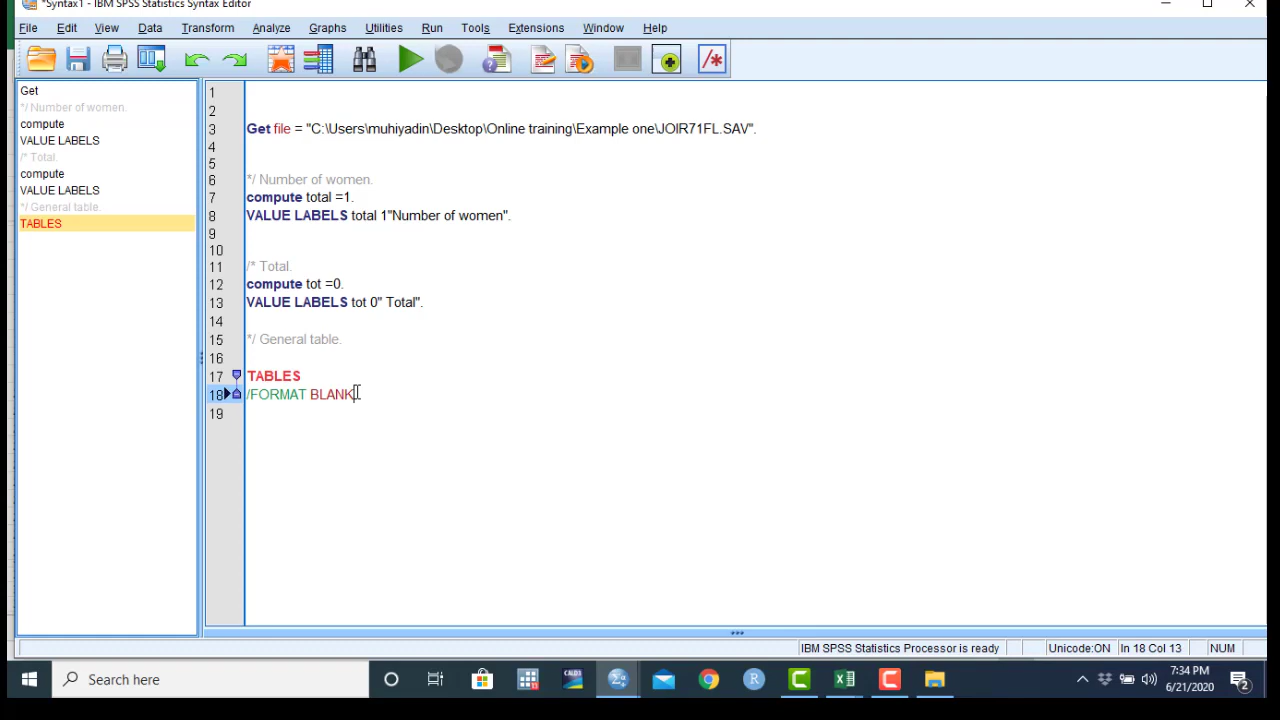 *Syntax1 - IBM SPSS Statistics Syntax Editor
File Edit View Data Transform Analyze Graphs Utilities Run Tools Extensions Window Help
Get
*/ Number of women.
compute
VALUE LABELS
/* Total.
compute
VALUE LABELS
*/ General table.
TABLES
1
2
3 Get file = "C:\Users\muhiyadin\Desktop\Online training\Example one\JOIR71FL.SAV".
4
5
6 */ Number of women.
7 compute total =1.
8 VALUE LABELS total 1"Number of women".
9
10
11 /* Total.
12 compute tot =0.
13 VALUE LABELS tot 0" Total".
14
15 */ General table.
16
17 TABLES
18 /FORMAT BLANK
19
IBM SPSS Statistics Processor is ready Unicode:ON In 18 Col 13 NUM
Search here
7:34 PM
6/21/2020
2